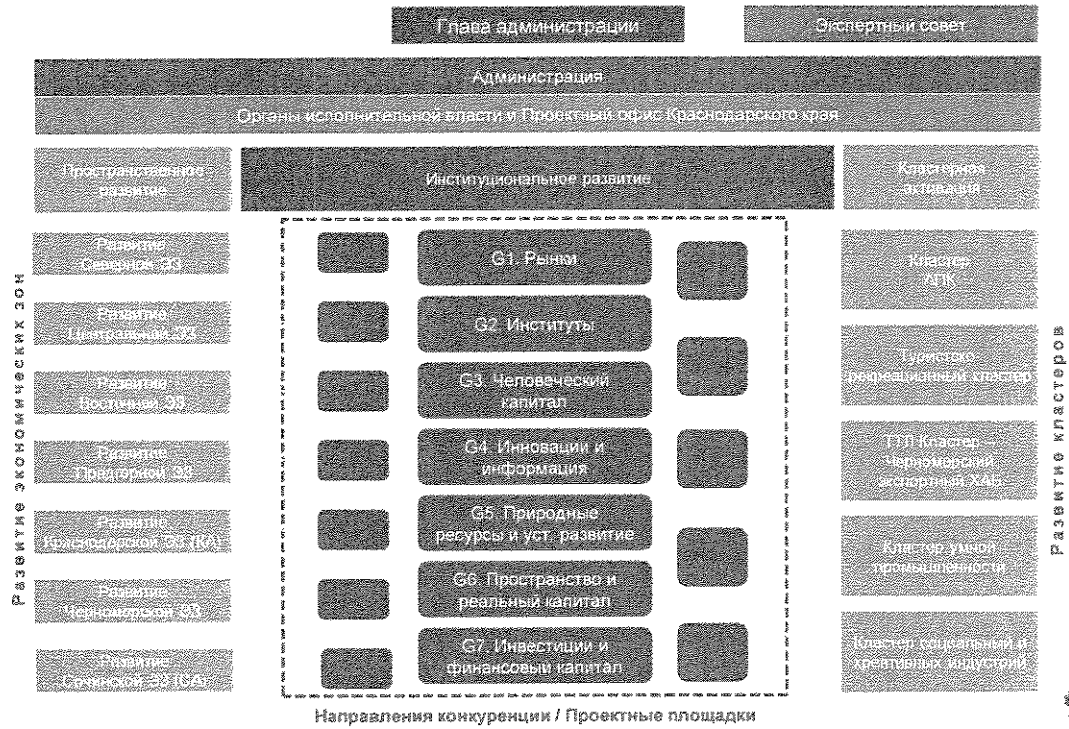 Глава администрации
Экспертный совет
Администрация
Органы исполнительной власти и Проектный офис Краснодарского края
Пространственное
развитие
Институциональное развитие
Кластерная
активация
Развитие экономических зон
Развитие
Северной ЭЗ
Развитие
Центральной ЭЗ
Развитие
Восточной ЭЗ
Развитие
Предгорной ЭЗ
Развитие
Краснодарской ЭЗ (КА)
Развитие
Черноморской ЭЗ
Развитие
Сочинской ЭЗ (СА)
G1. Рынки
G2. Институты
G3. Человеческий
капитал
G4. Инновации и
информация
G5. Природные
ресурсы и уст. развитие
G6. Пространство и
реальный капитал
G7. Инвестиции и
финансовый капитал
Кластер
АПК
Туристско
рекреационный кластер
ТТЛ Кластер
Черноморский
экспортный ХАБ
Кластер умной
промышленности
Кластер социальный и
креативных индустрий
Развитие кластеров
Направления конкуренции / Проектные площадки